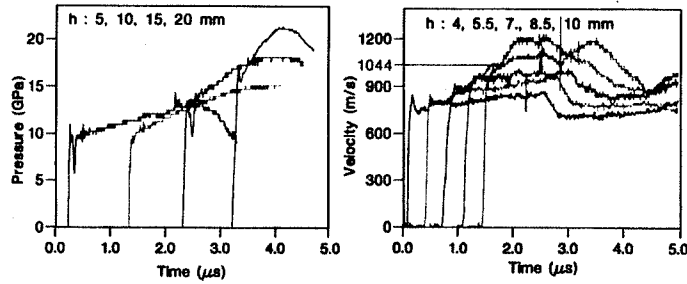 h : 5, 10, 15, 20 mm
20
15
10
5
0
Pressure (GPa)
0.0 1.0 2.0 3.0 4.0 5.0
Time (μs)
h : 4, 5.5, 7., 8.5, 10 mm
1200
1044
900
600
300
0
Velocity (m/s)
0.0 1.0 2.0 3.0 4.0 5.0
Time (μs)